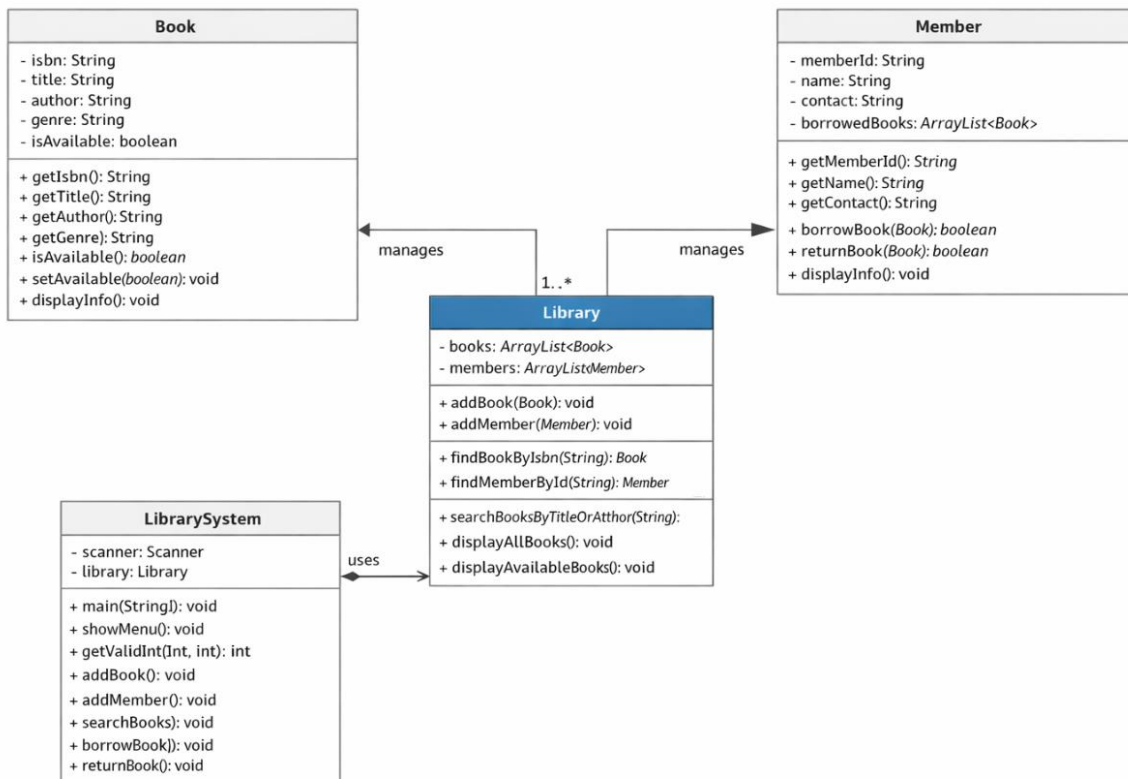 Book
- isbn: String
- title: String
- author: String
- genre: String
- isAvailable: boolean
+ getIsbn(): String
+ getTitle(): String
+ getAuthor(): String
+ getGenre): String
+ isAvailable(): boolean
+ setAvailable(boolean): void
+ displayInfo(): void
Member
- memberId: String
- name: String
- contact: String
- borrowedBooks: ArrayList<Book>
+ getMemberId(): String
+ getName(): String
+ getContact(): String
+ borrowBook(Book): boolean
+ returnBook(Book): boolean
+ displayInfo(): void
manages
manages
1..*
Library
- books: ArrayList<Book>
- members: ArrayList<Member>
+ addBook(Book): void
+ addMember(Member): void
+ findBookByIsbn(String): Book
+ findMemberById(String): Member
+ searchBooksByTitleOrAtthor(String):
+ displayAllBooks(): void
+ displayAvailableBooks(): void
LibrarySystem
- scanner: Scanner
- library: Library
+ main(String]): void
+ showMenu(): void
+ getValidInt(Int, int): int
+ addBook(): void
+ addMember(): void
+ searchBooks): void
+ borrowBook]): void
+ returnBook(): void
uses